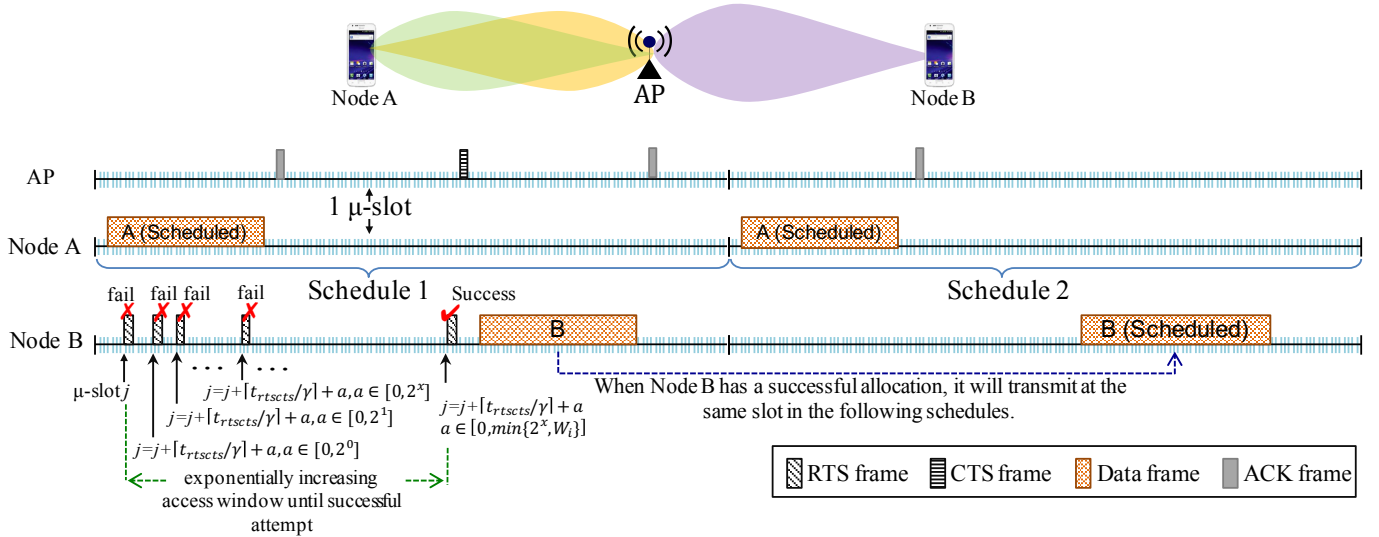 Node A
AP
Node B
AP
1 μ-slot
Node A
A (Scheduled)
A (Scheduled)
Schedule 1
Schedule 2
fail
fail
fail
fail
Success
Node B
B
B (Scheduled)
μ-slot j
. . . .
. . . .
j=j+⌈t_rtscts/γ⌉ + a, a ∈ [0, 2^x]
j=j+⌈t_rtscts/γ⌉ + a, a ∈ [0, 2^1]
j=j+⌈t_rtscts/γ⌉ + a, a ∈ [0, 2^0]
j=j+⌈t_rtscts/γ⌉ + a
a ∈ [0, min{2^x, W_i}]
When Node B has a successful allocation, it will transmit at the
same slot in the following schedules.
exponentially increasing
access window until successful
attempt
RTS frame
CTS frame
Data frame
ACK frame